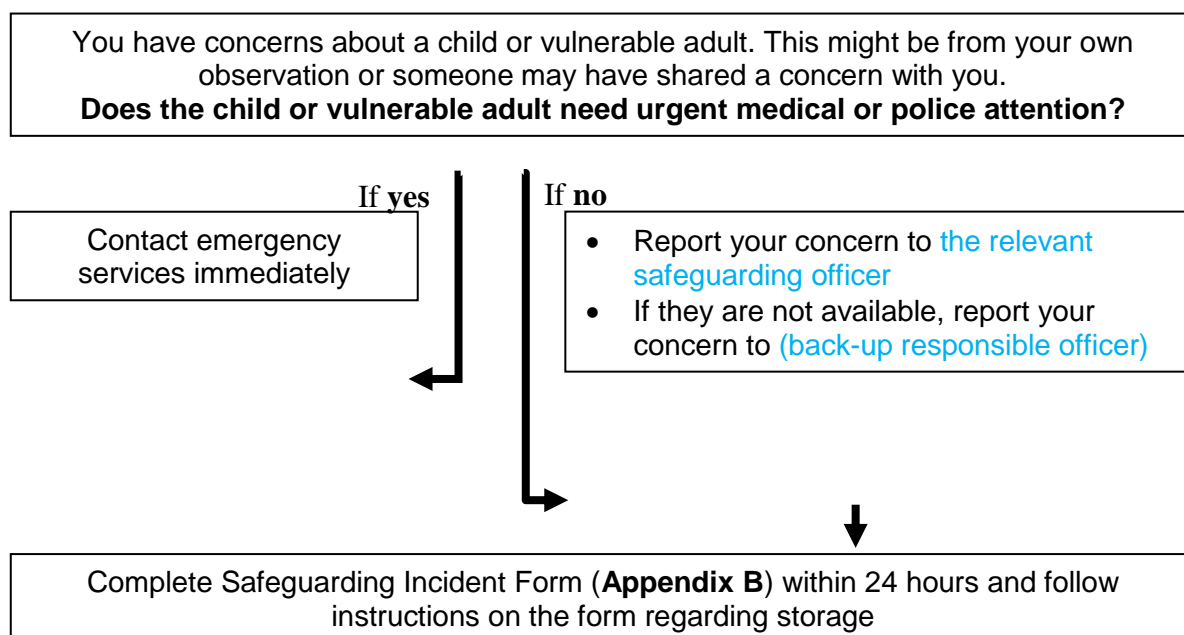 You have concerns about a child or vulnerable adult. This might be from your own
observation or someone may have shared a concern with you.
Does the child or vulnerable adult need urgent medical or police attention?
If yes
If no
Contact emergency
services immediately
• Report your concern to the relevant
safeguarding officer
• If they are not available, report your
concern to (back-up responsible officer)
Complete Safeguarding Incident Form (Appendix B) within 24 hours and follow
instructions on the form regarding storage